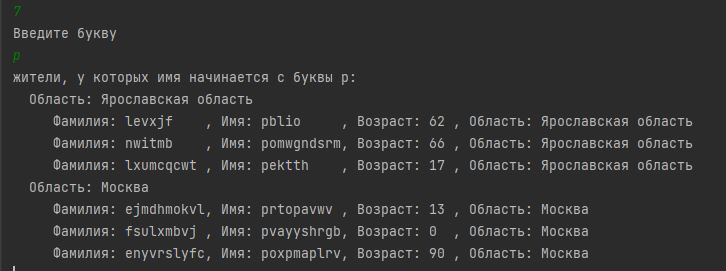 7
Введите букву
p
жители, у которых имя начинается с буквы p:
Область: Ярославская область
Фамилия: levxjf    , Имя: pblio     , Возраст: 62 , Область: Ярославская область
Фамилия: nwitmb    , Имя: pomwgndsrm, Возраст: 66 , Область: Ярославская область
Фамилия: lxumcqcwt , Имя: pektth    , Возраст: 17 , Область: Ярославская область
Область: Москва
Фамилия: ejmdhmokvl, Имя: prtopavwv , Возраст: 13 , Область: Москва
Фамилия: fsulxmbvj , Имя: pvayyshrgb, Возраст: 0  , Область: Москва
Фамилия: enyvrslyfc, Имя: poxpmaplrv, Возраст: 90 , Область: Москва